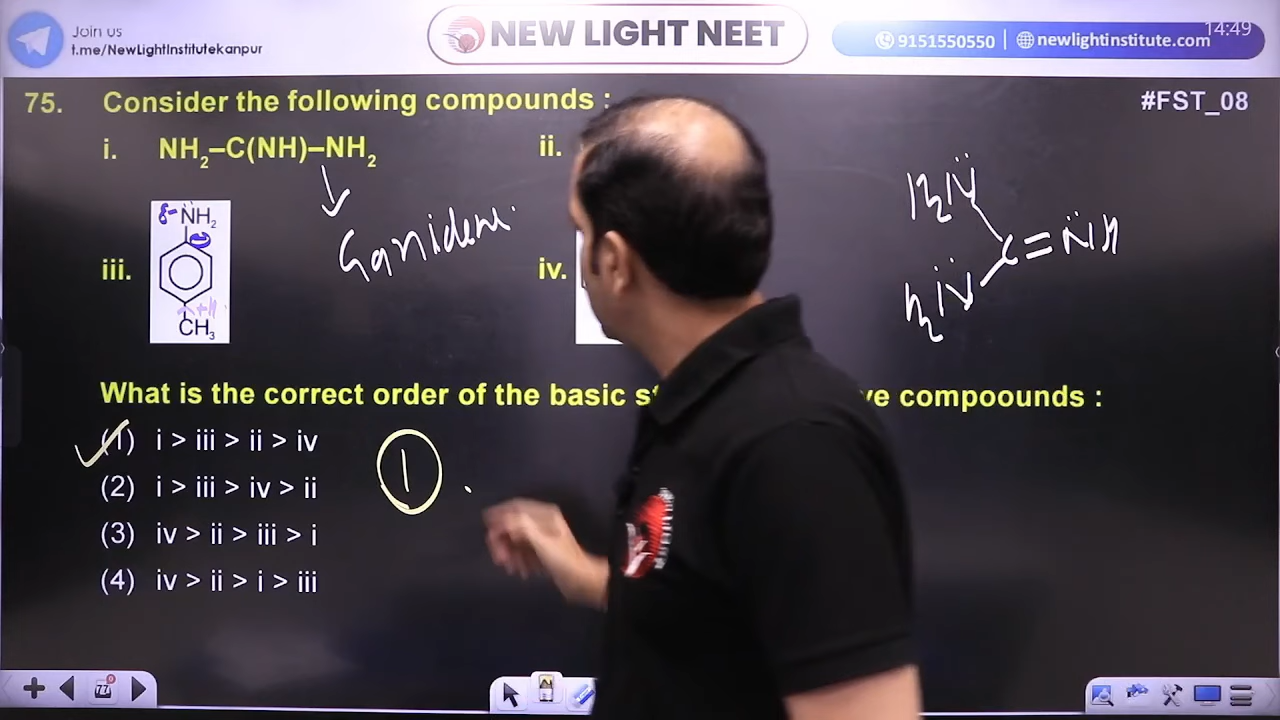 Join us
t.me/NewLightInstitutekanpur
NEW LIGHT NEET
9151550550 | newlightinstitute.com
14:49
75. Consider the following compounds :
#FST_08
i. NH₂–C(NH)–NH₂
ii.
iii.
δ- N̈H₂
+H
CH₃
Ganidene.
iv.
C=N̈H
What is the correct order of the basic st
ve compoounds :
(1) i > iii > ii > iv
(2) i > iii > iv > ii
(3) iv > ii > iii > i
(4) iv > ii > i > iii
1